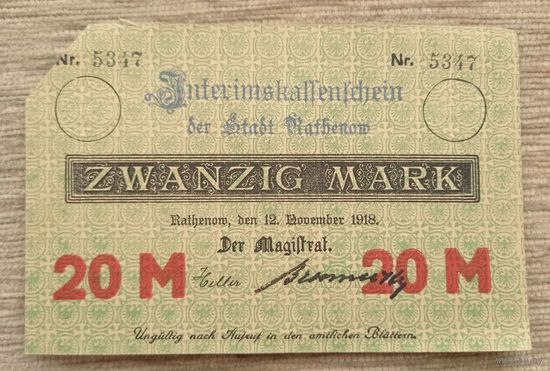 Nr. 5347 Nr. 5347
Interimskassenschein
der Stadt Rathenow
ZWANZIG MARK
Rathenow, den 12. November 1918.
Der Magistrat.
20 M 20 M
Ungültig nach Aufruf in den amtlichen Blättern.